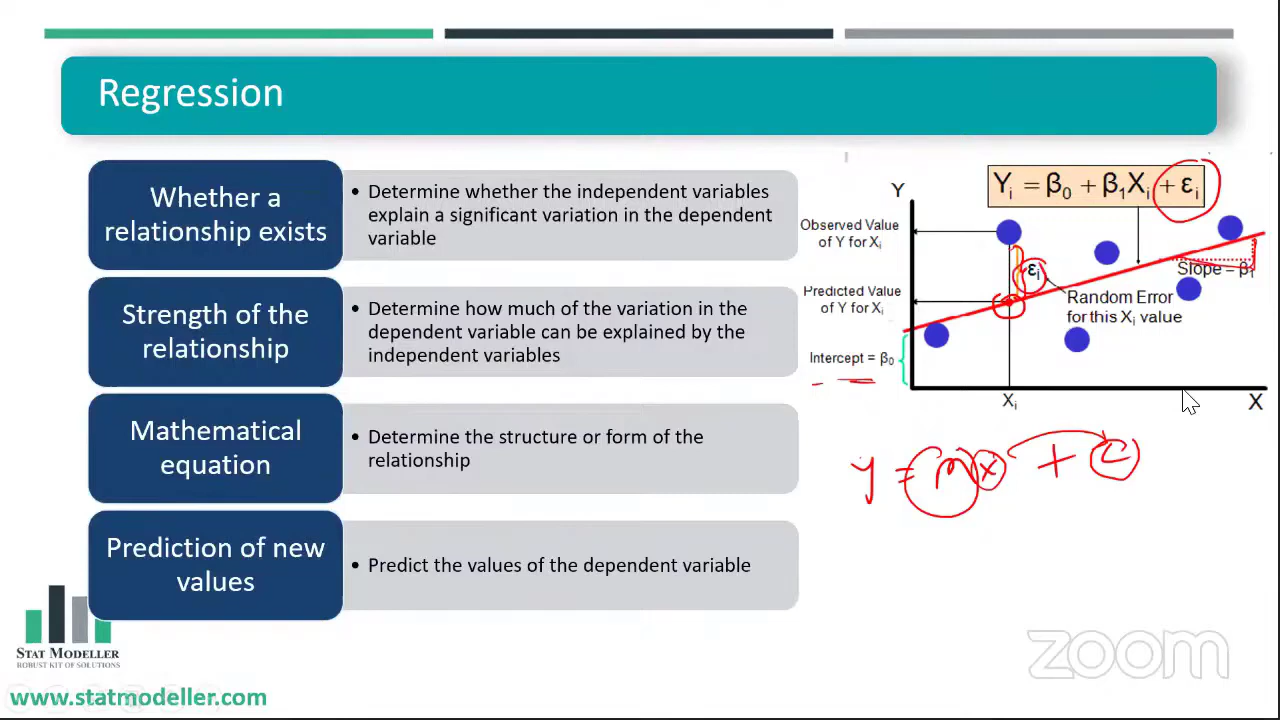 Regression
Whether a
relationship exists
• Determine whether the independent variables
explain a significant variation in the dependent
variable
Strength of the
relationship
• Determine how much of the variation in the
dependent variable can be explained by the
independent variables
Mathematical
equation
• Determine the structure or form of the
relationship
Prediction of new
values
• Predict the values of the dependent variable
Yi = β0 + β1Xi + εi
Y
Observed Value
of Y for Xi
εi
Slope = β1
Predicted Value
of Y for Xi
Random Error
for this Xi value
Intercept = β0
Xi
X
y = mx + c
STAT MODELLER
ROBUST KIT OF SOLUTIONS
www.statmodeller.com
zoom